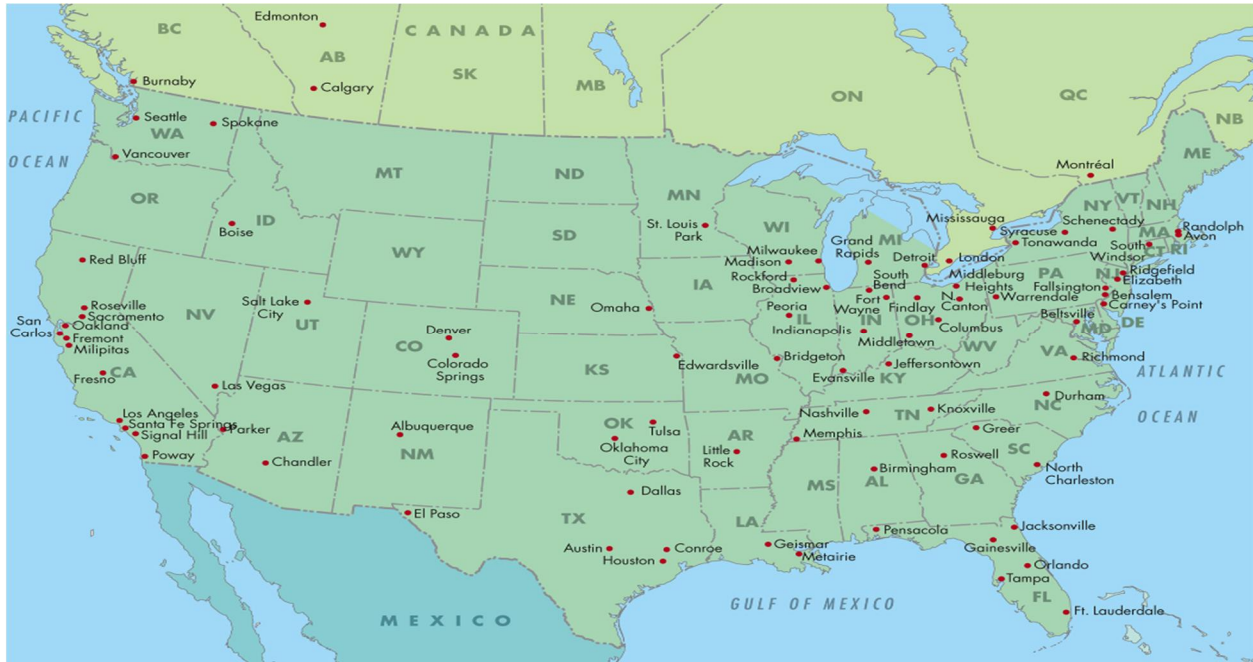 Edmonton
BC
CANADA
AB
SK
MB
ON
QC
NB
Burnaby
Calgary
PACIFIC
OCEAN
Seattle
WA
Spokane
Vancouver
MT
ND
MN
ME
Montréal
OR
ID
Boise
WY
SD
St. Louis
Park
WI
MI
Mississauga
NY
VT
NH
Schenectady
Syracuse
Tonawanda
MA
Randolph
Avon
CT
RI
South
Windsor
Red Bluff
Milwaukee
Madison
Grand
Rapids
Detroit
London
Rockford
Broadview
South
Bend
Middleburg
Heights
PA
NJ
Ridgefield
Elizabeth
Fallsington
Bensalem
Carney's Point
IA
NE
Omaha
Peoria
IL
Fort
Wayne
IN
Findlay
OH
N.
Canton
Warrendale
Roseville
Sacramento
San
Carlos
Oakland
Fremont
Milipitas
NV
Salt Lake
City
UT
Denver
CO
Colorado
Springs
Indianapolis
Columbus
Middletown
Beltsville
MD
DE
WV
VA
Richmond
ATLANTIC
OCEAN
Fresno
CA
Las Vegas
KS
Edwardsville
MO
Bridgeton
Evansville
Jeffersontown
KY
Los Angeles
Santa Fe Springs
Signal Hill
Poway
Parker
AZ
Chandler
Albuquerque
NM
OK
Tulsa
Oklahoma
City
AR
Little
Rock
Nashville
TN
Knoxville
Memphis
NC
Durham
Greer
SC
Roswell
Birmingham
MS
AL
GA
North
Charleston
El Paso
TX
Dallas
Austin
Houston
Conroe
LA
Geismar
Metairie
Pensacola
Jacksonville
Gainesville
Orlando
Tampa
FL
Ft. Lauderdale
MEXICO
GULF OF MEXICO